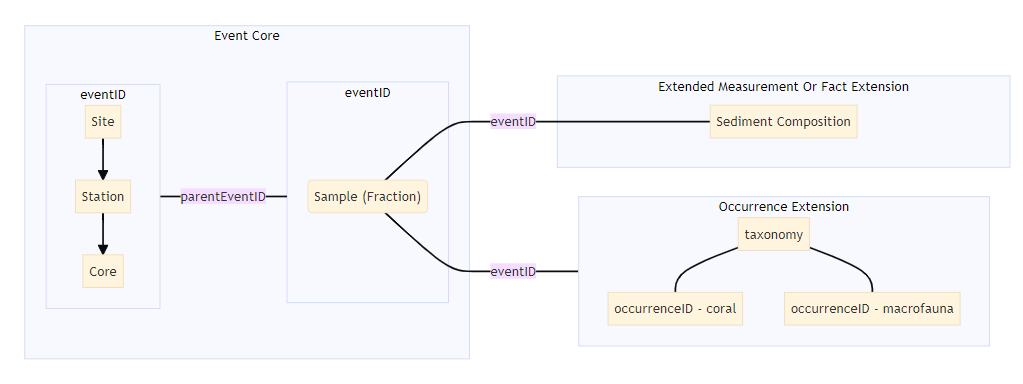 Event Core
eventID
Site
Station
Core
parentEventID
eventID
Sample (Fraction)
eventID
eventID
Extended Measurement Or Fact Extension
Sediment Composition
Occurrence Extension
taxonomy
occurrenceID - coral
occurrenceID - macrofauna